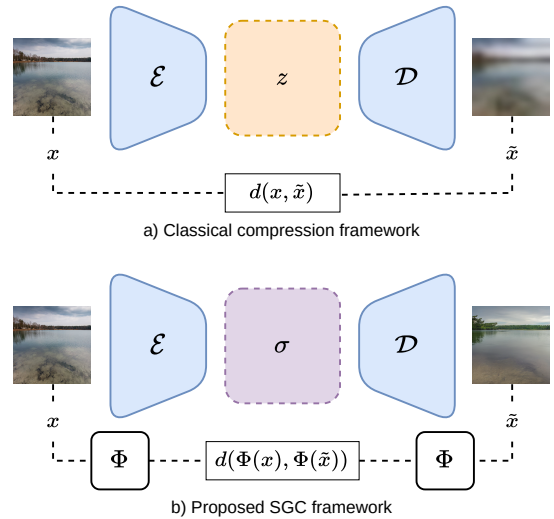 ℰ z 𝒟
x x̃
d(x, x̃)
a) Classical compression framework
ℰ σ 𝒟
x x̃
Φ d(Φ(x), Φ(x̃)) Φ
b) Proposed SGC framework